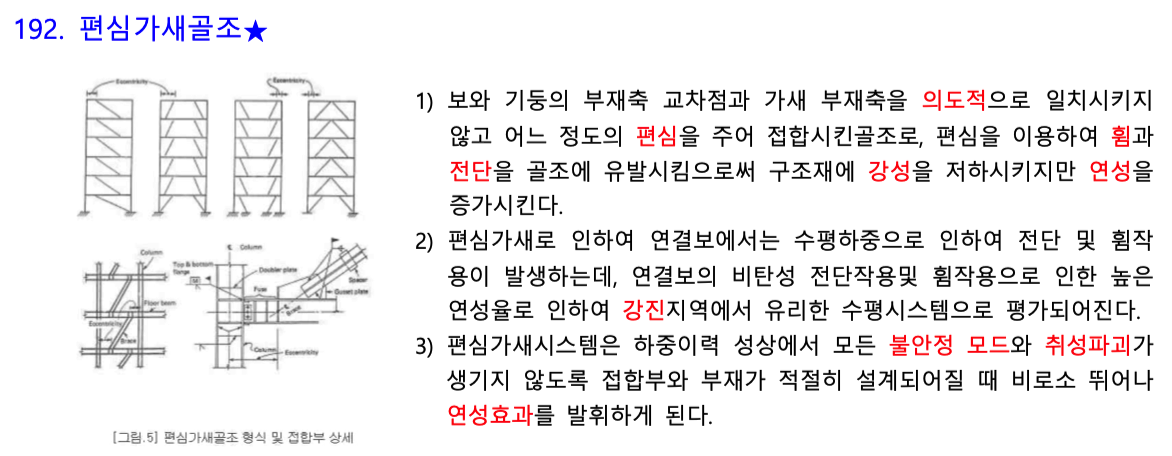 192. 편심가새골조★
Eccentricity
Eccentricity
1) 보와 기둥의 부재축 교차점과 가새 부재축을 의도적으로 일치시키지
않고 어느 정도의 편심을 주어 접합시킨골조로, 편심을 이용하여 휨과
전단을 골조에 유발시킴으로써 구조재에 강성을 저하시키지만 연성을
증가시킨다.
2) 편심가새로 인하여 연결보에서는 수평하중으로 인하여 전단 및 휨작
용이 발생하는데, 연결보의 비탄성 전단작용및 휨작용으로 인한 높은
연성율로 인하여 강진지역에서 유리한 수평시스템으로 평가되어진다.
3) 편심가새시스템은 하중이력 성상에서 모든 불안정 모드와 취성파괴가
생기지 않도록 접합부와 부재가 적절히 설계되어질 때 비로소 뛰어나
연성효과를 발휘하게 된다.
Column
Floor beam
Eccentricity
Brace
Column
Top & bottom
flange
Doubler plate
Fuse
Spacer
Gusset plate
Brace
Column
Eccentricity
[그림.5] 편심가새골조 형식 및 접합부 상세